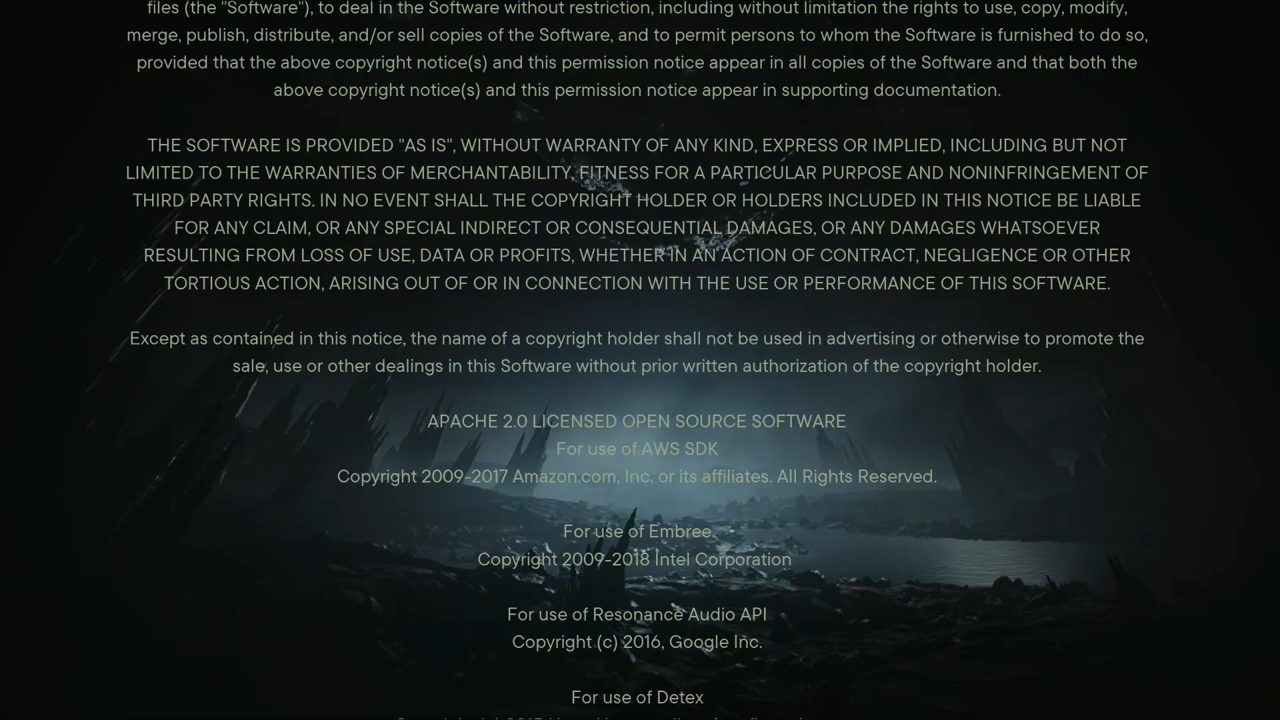 files (the "Software"), to deal in the Software without restriction, including without limitation the rights to use, copy, modify,
merge, publish, distribute, and/or sell copies of the Software, and to permit persons to whom the Software is furnished to do so,
provided that the above copyright notice(s) and this permission notice appear in all copies of the Software and that both the
above copyright notice(s) and this permission notice appear in supporting documentation.
THE SOFTWARE IS PROVIDED "AS IS", WITHOUT WARRANTY OF ANY KIND, EXPRESS OR IMPLIED, INCLUDING BUT NOT
LIMITED TO THE WARRANTIES OF MERCHANTABILITY, FITNESS FOR A PARTICULAR PURPOSE AND NONINFRINGEMENT OF
THIRD PARTY RIGHTS. IN NO EVENT SHALL THE COPYRIGHT HOLDER OR HOLDERS INCLUDED IN THIS NOTICE BE LIABLE
FOR ANY CLAIM, OR ANY SPECIAL INDIRECT OR CONSEQUENTIAL DAMAGES, OR ANY DAMAGES WHATSOEVER
RESULTING FROM LOSS OF USE, DATA OR PROFITS, WHETHER IN AN ACTION OF CONTRACT, NEGLIGENCE OR OTHER
TORTIOUS ACTION, ARISING OUT OF OR IN CONNECTION WITH THE USE OR PERFORMANCE OF THIS SOFTWARE.
Except as contained in this notice, the name of a copyright holder shall not be used in advertising or otherwise to promote the
sale, use or other dealings in this Software without prior written authorization of the copyright holder.
APACHE 2.0 LICENSED OPEN SOURCE SOFTWARE
For use of AWS SDK
Copyright 2009-2017 Amazon.com, Inc. or its affiliates. All Rights Reserved.
For use of Embree.
Copyright 2009-2018 Intel Corporation
For use of Resonance Audio API
Copyright (c) 2016, Google Inc.
For use of Detex